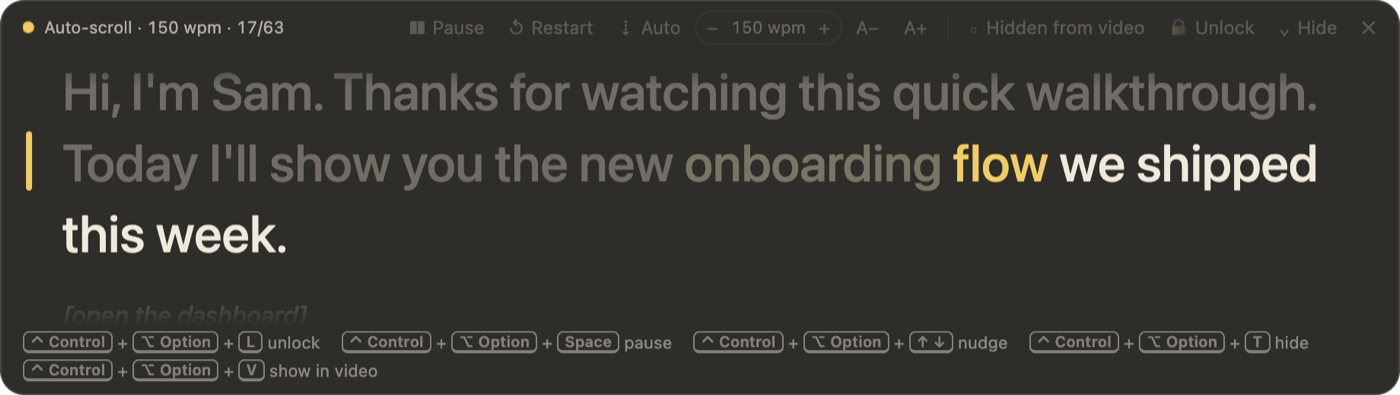 Auto-scroll · 150 wpm · 17/63 Pause Restart Auto − 150 wpm + A− A+ Hidden from video Unlock Hide
Hi, I'm Sam. Thanks for watching this quick walkthrough.
Today I'll show you the new onboarding flow we shipped
this week.
[open the dashboard]
^ Control + ⌥ Option + L unlock ^ Control + ⌥ Option + Space pause ^ Control + ⌥ Option + ↑ ↓ nudge ^ Control + ⌥ Option + T hide
^ Control + ⌥ Option + V show in video